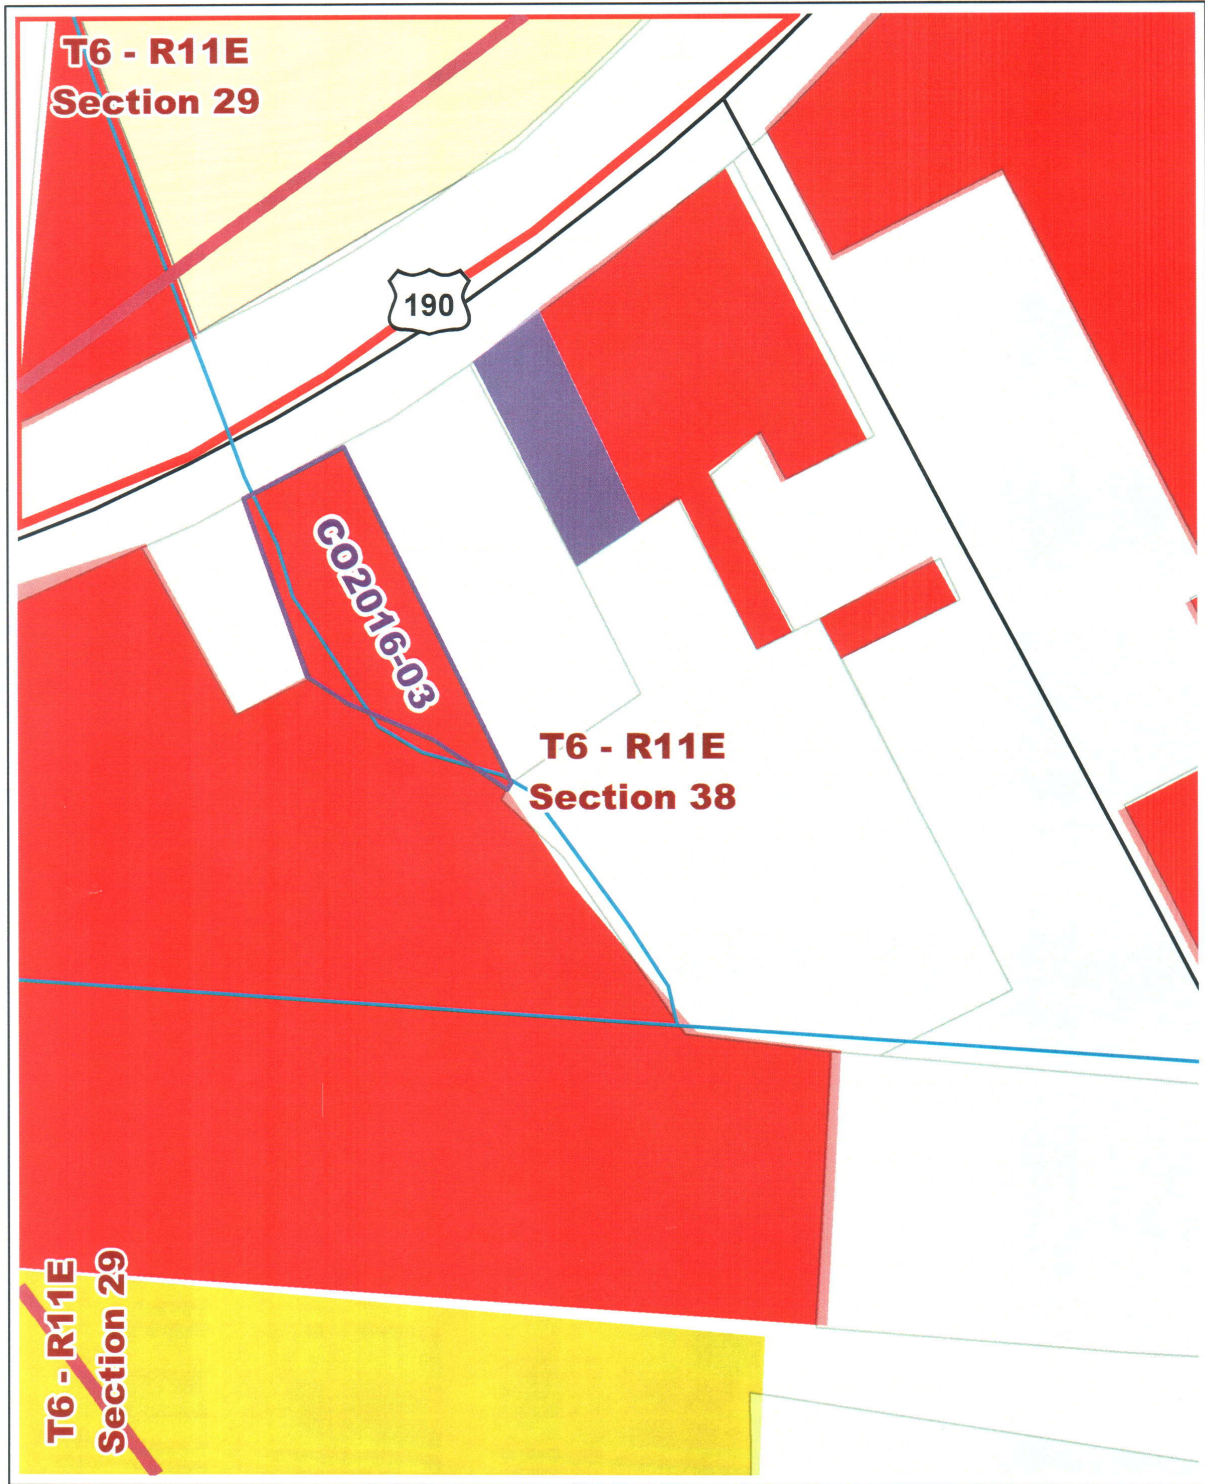 T6 - R11E
Section 29
190
CO2016-03
T6 - R11E
Section 38
T6 - R11E
Section 29